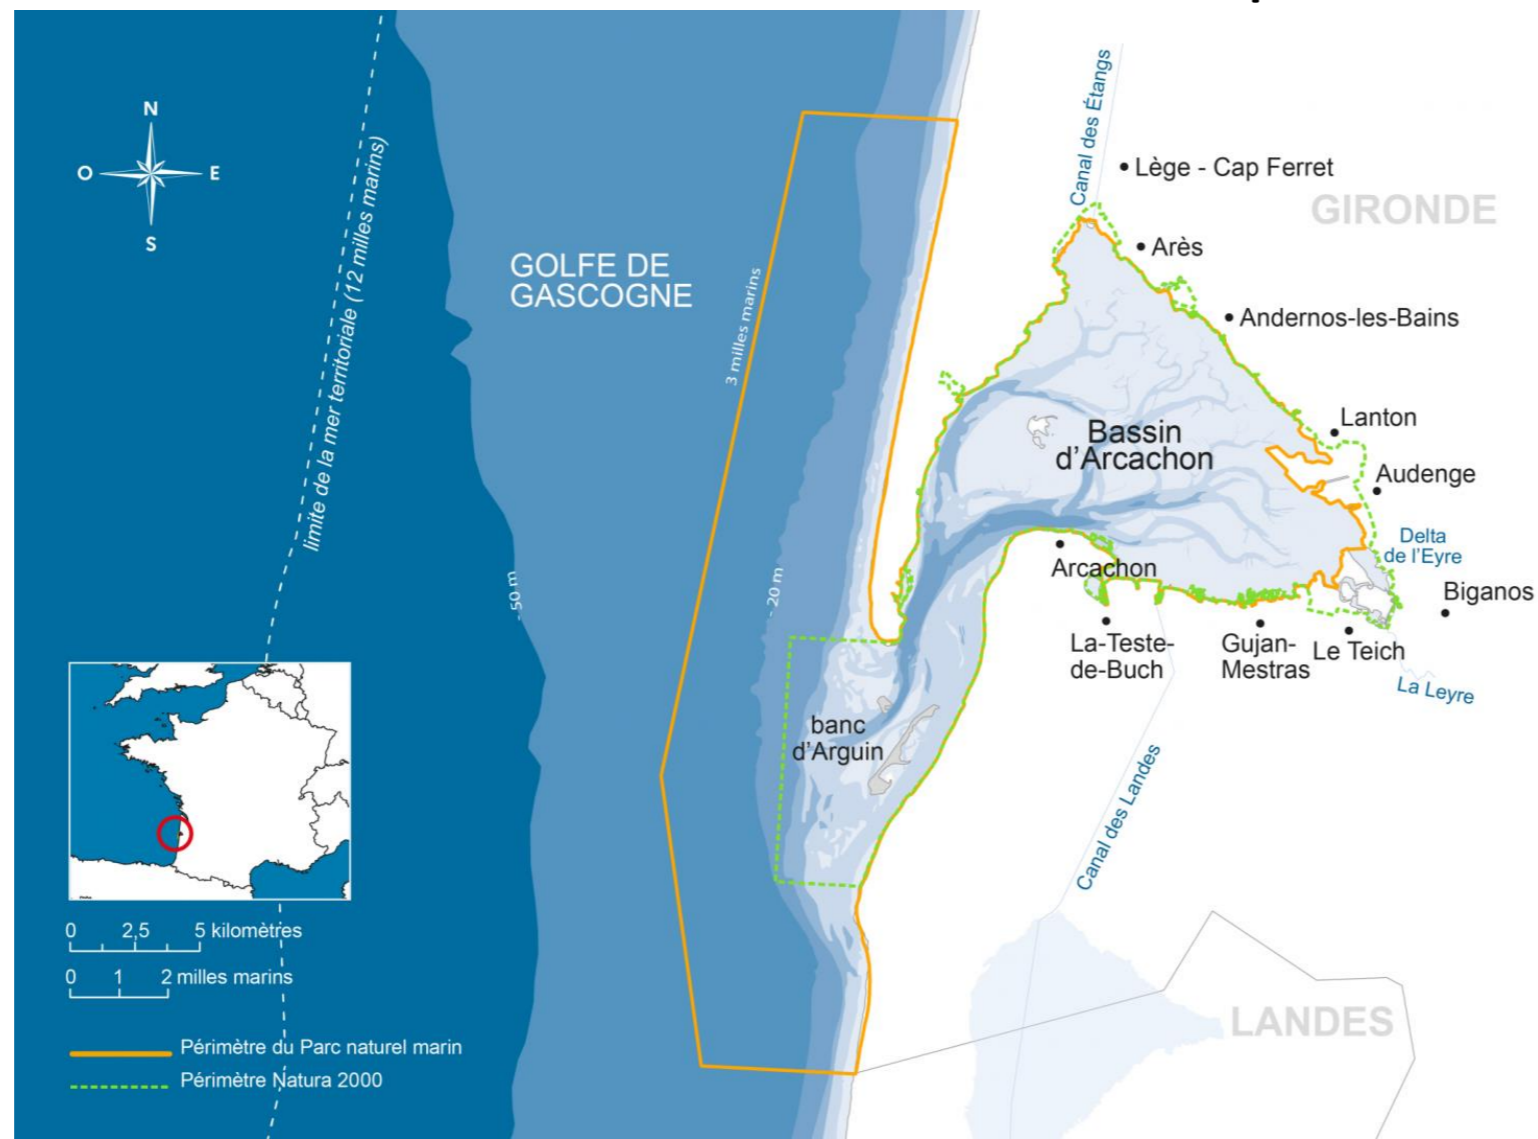 N
O
E
S
limite de la mer territoriale (12 milles marins)
GOLFE DE
GASCOGNE
3 milles marins
- 50 m
- 20 m
Canal des Étangs
Lège - Cap Ferret
GIRONDE
Arès
Andernos-les-Bains
Bassin
d'Arcachon
Lanton
Audenge
Delta
de l'Eyre
Biganos
Arcachon
La-Teste-
de-Buch
Gujan-
Mestras
Le Teich
La Leyre
banc
d'Arguin
Canal des Landes
LANDES
0 2,5 5 kilomètres
0 1 2 milles marins
Périmètre du Parc naturel marin
Périmètre Natura 2000